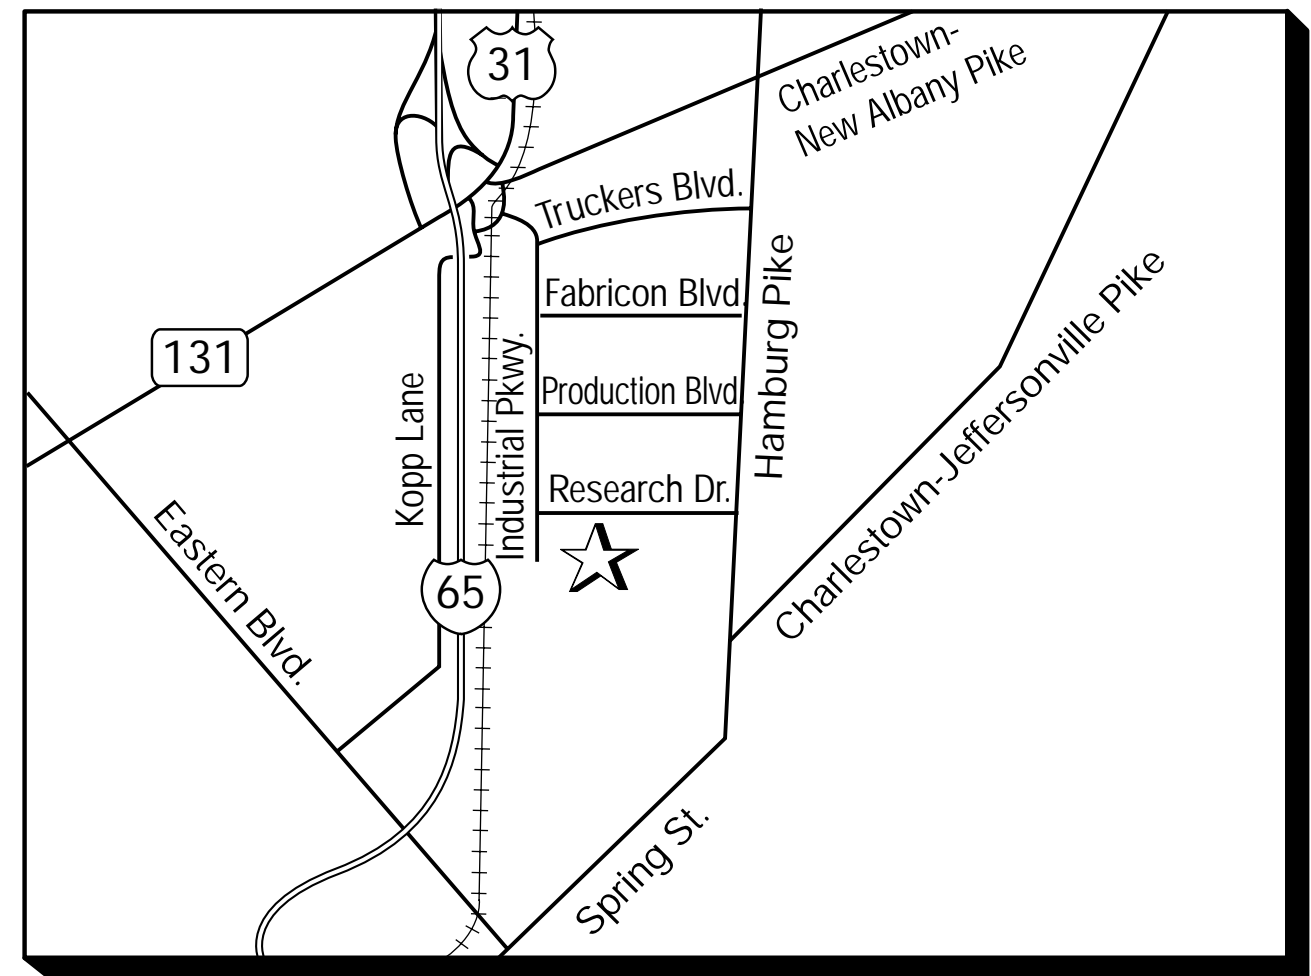 31
Charlestown-
New Albany Pike
Truckers Blvd.
Fabricon Blvd.
Hamburg Pike
131
Industrial Pkwy.
Kopp Lane
Production Blvd
Charlestown-Jeffersonville Pike
Research Dr.
Eastern Blvd.
65
Spring St.